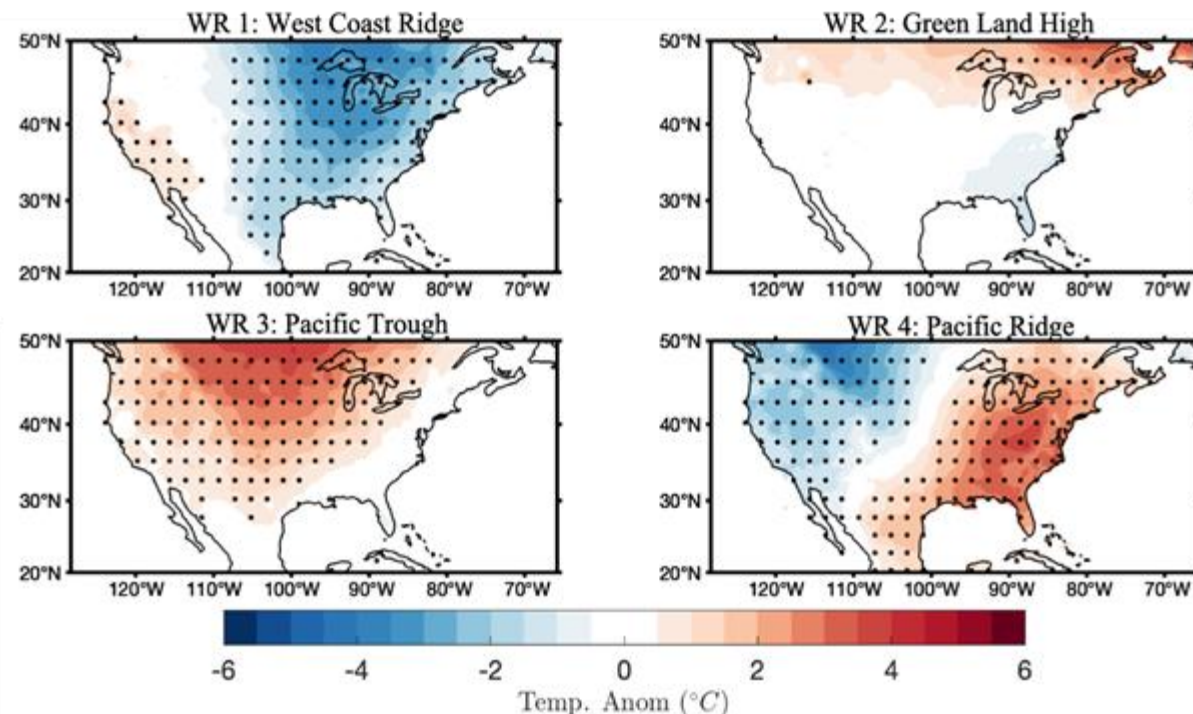 WR 1: West Coast Ridge
WR 2: Green Land High
50°N
40°N
30°N
20°N
120°W 110°W 100°W 90°W 80°W 70°W
50°N
40°N
30°N
20°N
120°W 110°W 100°W 90°W 80°W 70°W
WR 3: Pacific Trough
WR 4: Pacific Ridge
50°N
40°N
30°N
20°N
120°W 110°W 100°W 90°W 80°W 70°W
50°N
40°N
30°N
20°N
120°W 110°W 100°W 90°W 80°W 70°W
-6 -4 -2 0 2 4 6
Temp. Anom (°C)